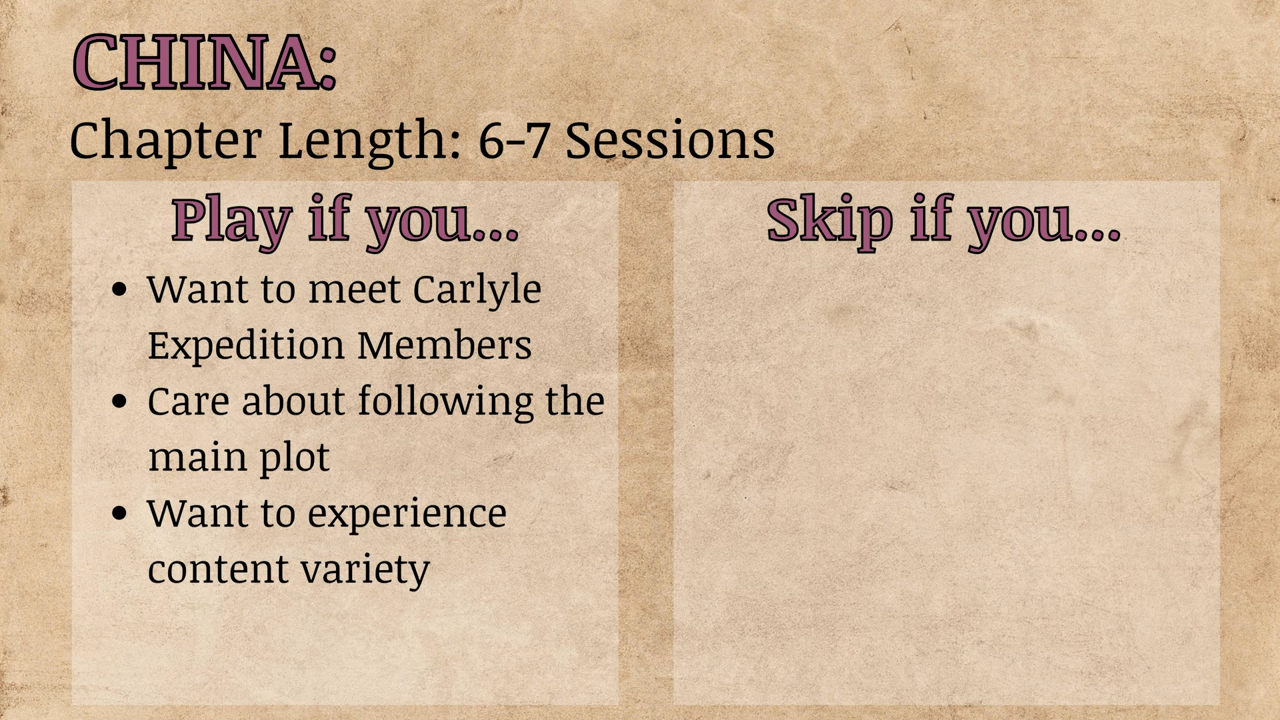 CHINA:
Chapter Length: 6-7 Sessions
Play if you...
• Want to meet Carlyle
Expedition Members
• Care about following the
main plot
• Want to experience
content variety
Skip if you...